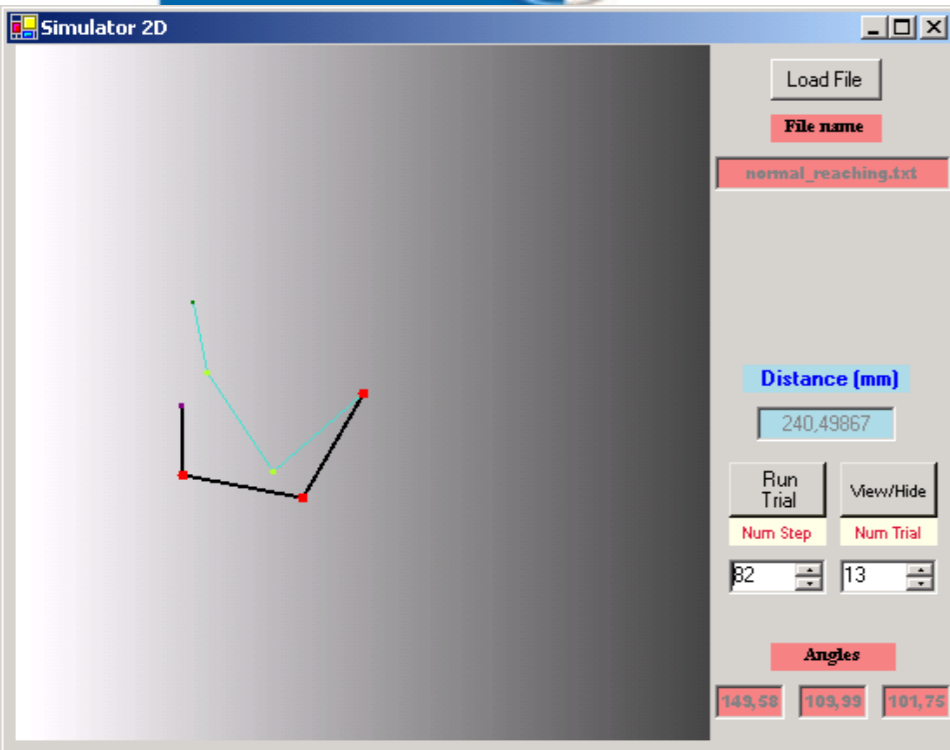 Simulator 2D
Load File
File name
normal_reaching.txt
Distance (mm)
240,49867
Run
Trial
View/Hide
Num Step
Num Trial
82
13
Angles
149,58 109,99 101,75